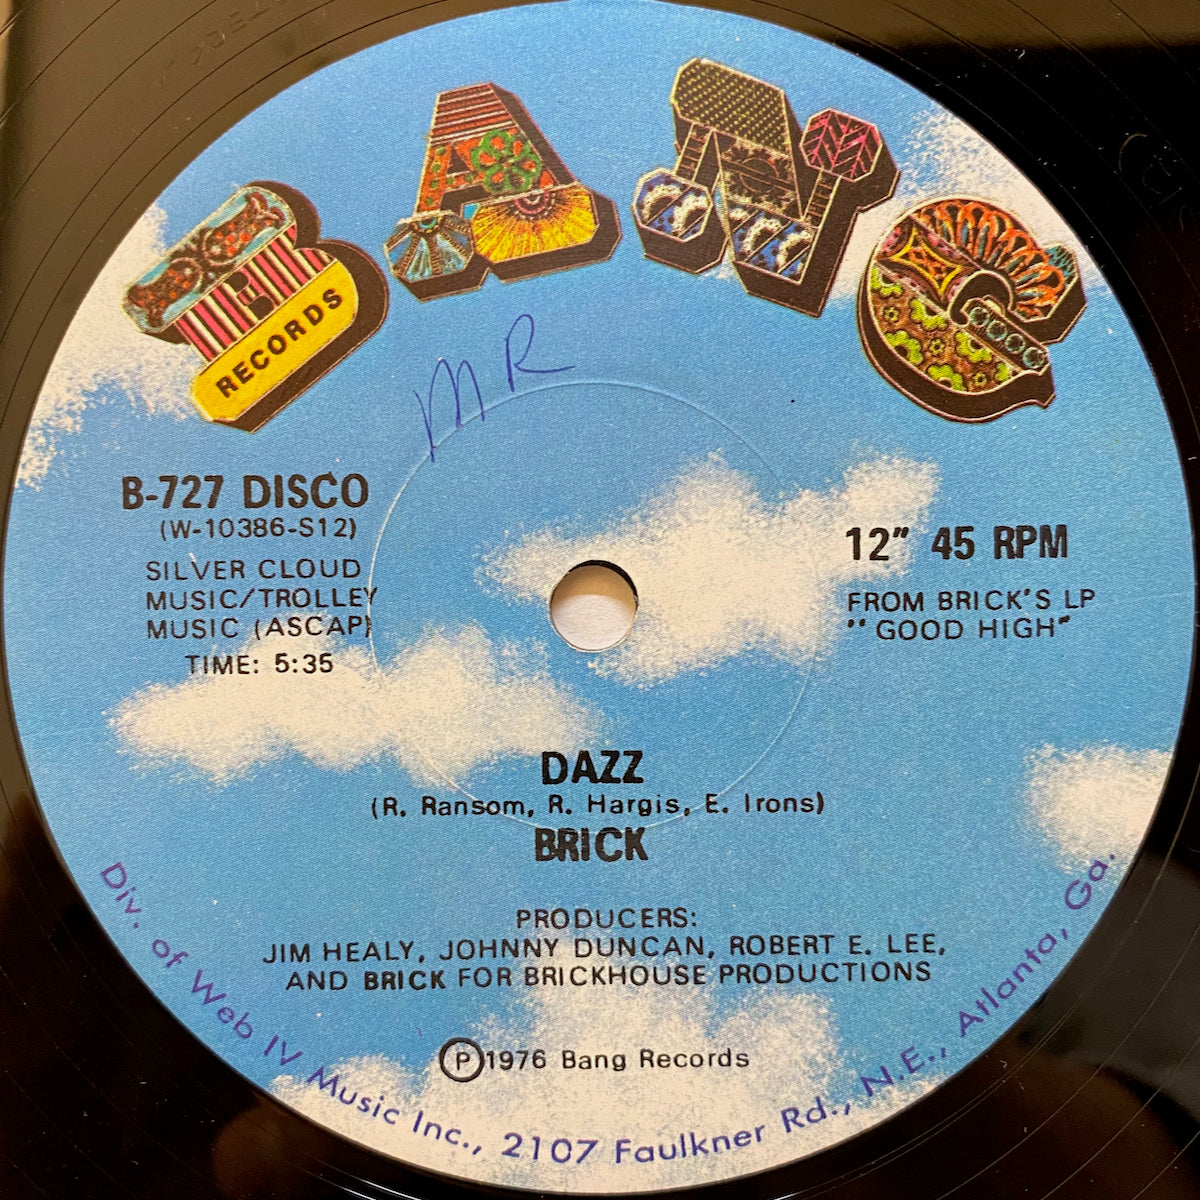 BANG
RECORDS
MR
B-727 DISCO
(W-10386-S12)
SILVER CLOUD
MUSIC/TROLLEY
MUSIC (ASCAP)
TIME: 5:35
12" 45 RPM
FROM BRICK'S LP
"GOOD HIGH"
DAZZ
(R. Ransom, R. Hargis, E. Irons)
BRICK
PRODUCERS:
JIM HEALY, JOHNNY DUNCAN, ROBERT E. LEE,
AND BRICK FOR BRICKHOUSE PRODUCTIONS
Ⓟ1976 Bang Records
Div. of Web IV Music Inc., 2107 Faulkner Rd., N.E., Atlanta, Ga.